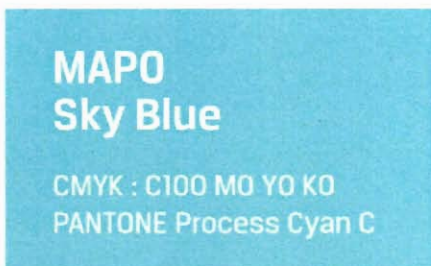 MAPO
Sky Blue
CMYK : C100 M0 Y0 K0
PANTONE Process Cyan C